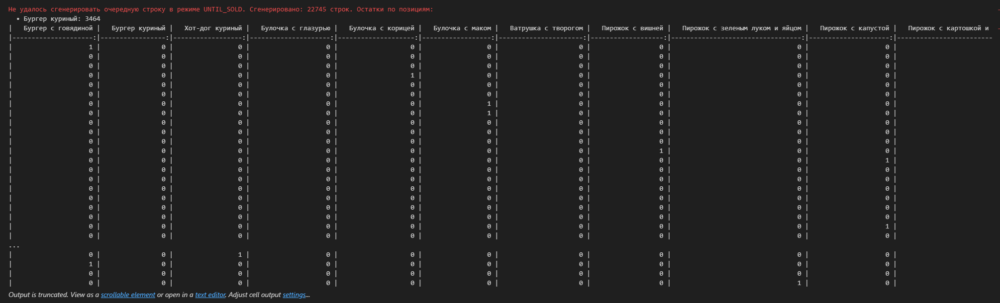 Не удалось сгенерировать очередную строку в режиме UNTIL_SOLD. Сгенерировано: 22745 строк. Остатки по позициям:
• Бургер куриный: 3464
| Бургер с говядиной | Бургер куриный | Хот-дог куриный | Булочка с глазурью | Булочка с корицей | Булочка с маком | Ватрушка с творогом | Пирожок с вишней | Пирожок с зеленым луком и яйцом | Пирожок с капустой | Пирожок с картошкой и
|---------------------:|-----------------:|------------------:|---------------------:|--------------------:|------------------:|----------------------:|-------------------:|----------------------------------:|---------------------:|-------------------------
| 1 | 0 | 0 | 0 | 0 | 0 | 0 | 0 | 0 | 0 |
| 0 | 0 | 0 | 0 | 0 | 0 | 0 | 0 | 0 | 0 |
| 0 | 0 | 0 | 0 | 0 | 0 | 0 | 0 | 0 | 0 |
| 0 | 0 | 0 | 0 | 1 | 0 | 0 | 0 | 0 | 0 |
| 0 | 0 | 0 | 0 | 0 | 0 | 0 | 0 | 0 | 0 |
| 0 | 0 | 0 | 0 | 0 | 0 | 0 | 0 | 0 | 0 |
| 0 | 0 | 0 | 0 | 0 | 1 | 0 | 0 | 0 | 0 |
| 0 | 0 | 0 | 0 | 0 | 1 | 0 | 0 | 0 | 0 |
| 0 | 0 | 0 | 0 | 0 | 0 | 0 | 0 | 0 | 0 |
| 0 | 0 | 0 | 0 | 0 | 0 | 0 | 0 | 0 | 0 |
| 0 | 0 | 0 | 0 | 0 | 0 | 0 | 0 | 0 | 0 |
| 0 | 0 | 0 | 0 | 0 | 0 | 0 | 1 | 0 | 0 |
| 0 | 0 | 0 | 0 | 0 | 0 | 0 | 0 | 0 | 1 |
| 0 | 0 | 0 | 0 | 0 | 0 | 0 | 0 | 0 | 0 |
| 0 | 0 | 0 | 0 | 0 | 0 | 0 | 0 | 0 | 0 |
| 0 | 0 | 0 | 0 | 0 | 0 | 0 | 0 | 0 | 0 |
| 0 | 0 | 0 | 0 | 0 | 0 | 0 | 0 | 0 | 0 |
| 0 | 0 | 0 | 0 | 0 | 0 | 0 | 0 | 0 | 0 |
| 0 | 0 | 0 | 0 | 0 | 0 | 0 | 0 | 0 | 0 |
| 0 | 0 | 0 | 0 | 0 | 0 | 0 | 0 | 0 | 1 |
| 0 | 0 | 0 | 0 | 0 | 0 | 0 | 0 | 0 | 0 |
...
| 0 | 0 | 1 | 0 | 0 | 0 | 0 | 0 | 0 | 0 |
| 1 | 0 | 0 | 0 | 0 | 0 | 0 | 0 | 0 | 0 |
| 0 | 0 | 0 | 0 | 0 | 0 | 0 | 0 | 0 | 0 |
| 0 | 0 | 0 | 0 | 0 | 0 | 0 | 0 | 1 | 0 |
Output is truncated. View as a scrollable element or open in a text editor. Adjust cell output settings...